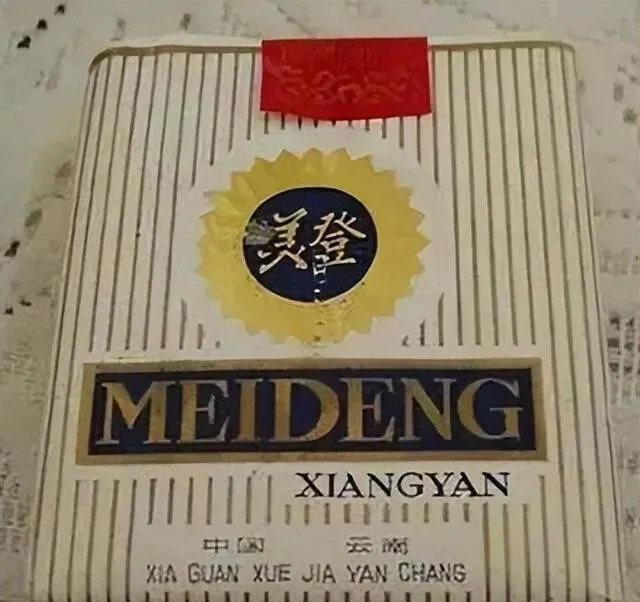 美登
MEIDENG
XIANGYAN
中国 云南
XIA GUAN XUE JIA YAN CHANG